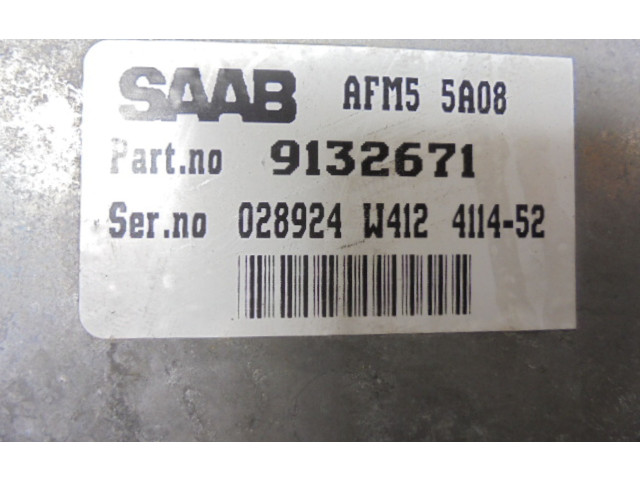 SAAB AFM5 5A08
Part.no 9132671
Ser.no 028924 W412 4114-52